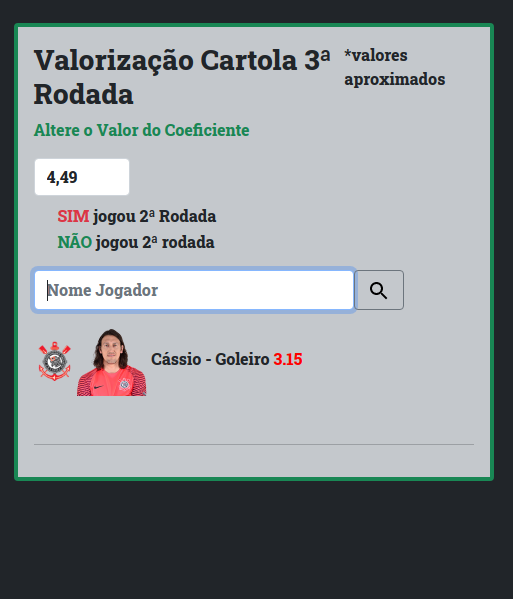 Valorização Cartola 3ª
Rodada
*valores
aproximados
Altere o Valor do Coeficiente
4,49
SIM jogou 2ª Rodada
NÃO jogou 2ª rodada
Nome Jogador
Cássio - Goleiro 3.15